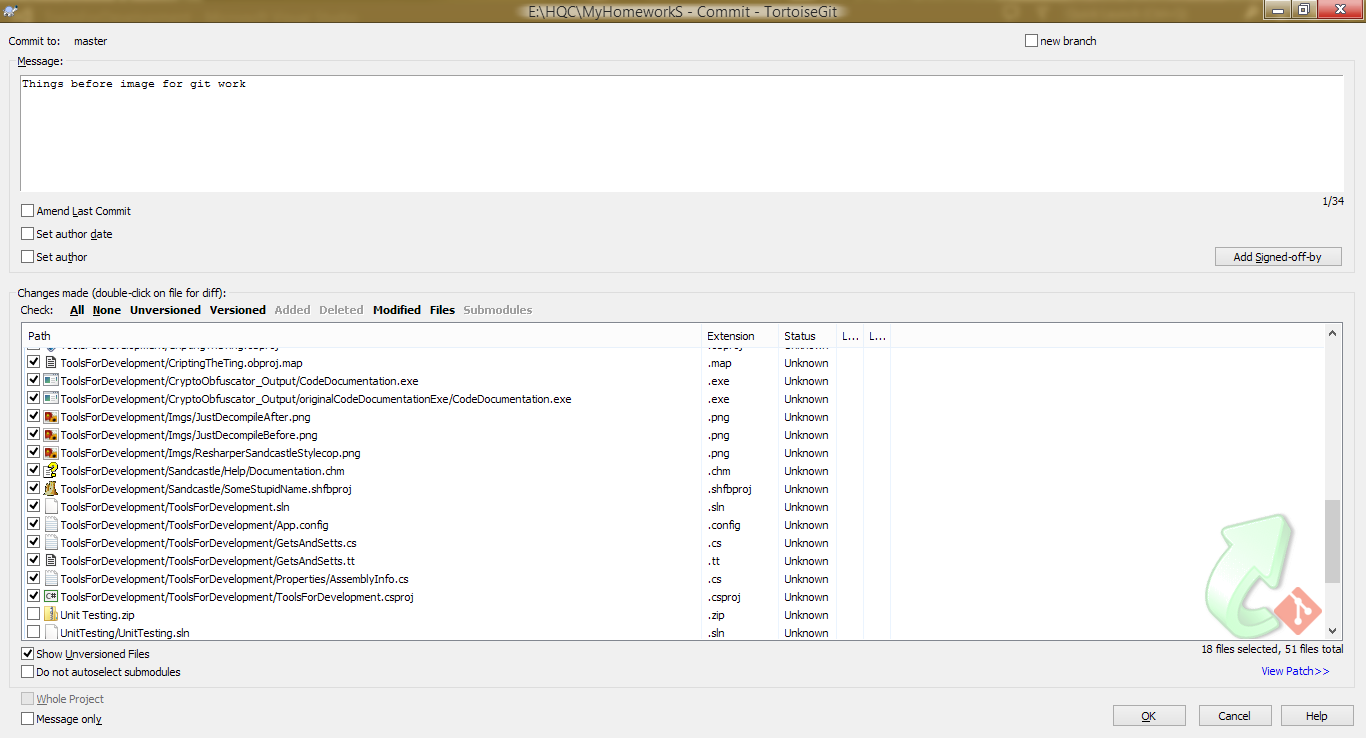 E:\HQC\MyHomeworkS - Commit - TortoiseGit
Commit to: master
new branch
Message:
Things before image for git work
1/34
Amend Last Commit
Set author date
Set author
Add Signed-off-by
Changes made (double-click on file for diff):
Check: All None Unversioned Versioned Added Deleted Modified Files Submodules
Path Extension Status L... L...
ToolsForDevelopment/CriptingTheTing.obproj.map .map Unknown
ToolsForDevelopment/CryptoObfuscator_Output/CodeDocumentation.exe .exe Unknown
ToolsForDevelopment/CryptoObfuscator_Output/originalCodeDocumentationExe/CodeDocumentation.exe .exe Unknown
ToolsForDevelopment/Imgs/JustDecompileAfter.png .png Unknown
ToolsForDevelopment/Imgs/JustDecompileBefore.png .png Unknown
ToolsForDevelopment/Imgs/ResharperSandcastleStylecop.png .png Unknown
ToolsForDevelopment/Sandcastle/Help/Documentation.chm .chm Unknown
ToolsForDevelopment/Sandcastle/SomeStupidName.shfbproj .shfbproj Unknown
ToolsForDevelopment/ToolsForDevelopment.sln .sln Unknown
ToolsForDevelopment/ToolsForDevelopment/App.config .config Unknown
ToolsForDevelopment/ToolsForDevelopment/GetsAndSetts.cs .cs Unknown
ToolsForDevelopment/ToolsForDevelopment/GetsAndSetts.tt .tt Unknown
ToolsForDevelopment/ToolsForDevelopment/Properties/AssemblyInfo.cs .cs Unknown
ToolsForDevelopment/ToolsForDevelopment/ToolsForDevelopment.csproj .csproj Unknown
Unit Testing.zip .zip Unknown
UnitTesting/UnitTesting.sln .sln Unknown
Show Unversioned Files
18 files selected, 51 files total
Do not autoselect submodules
View Patch>>
Whole Project
Message only
OK Cancel Help